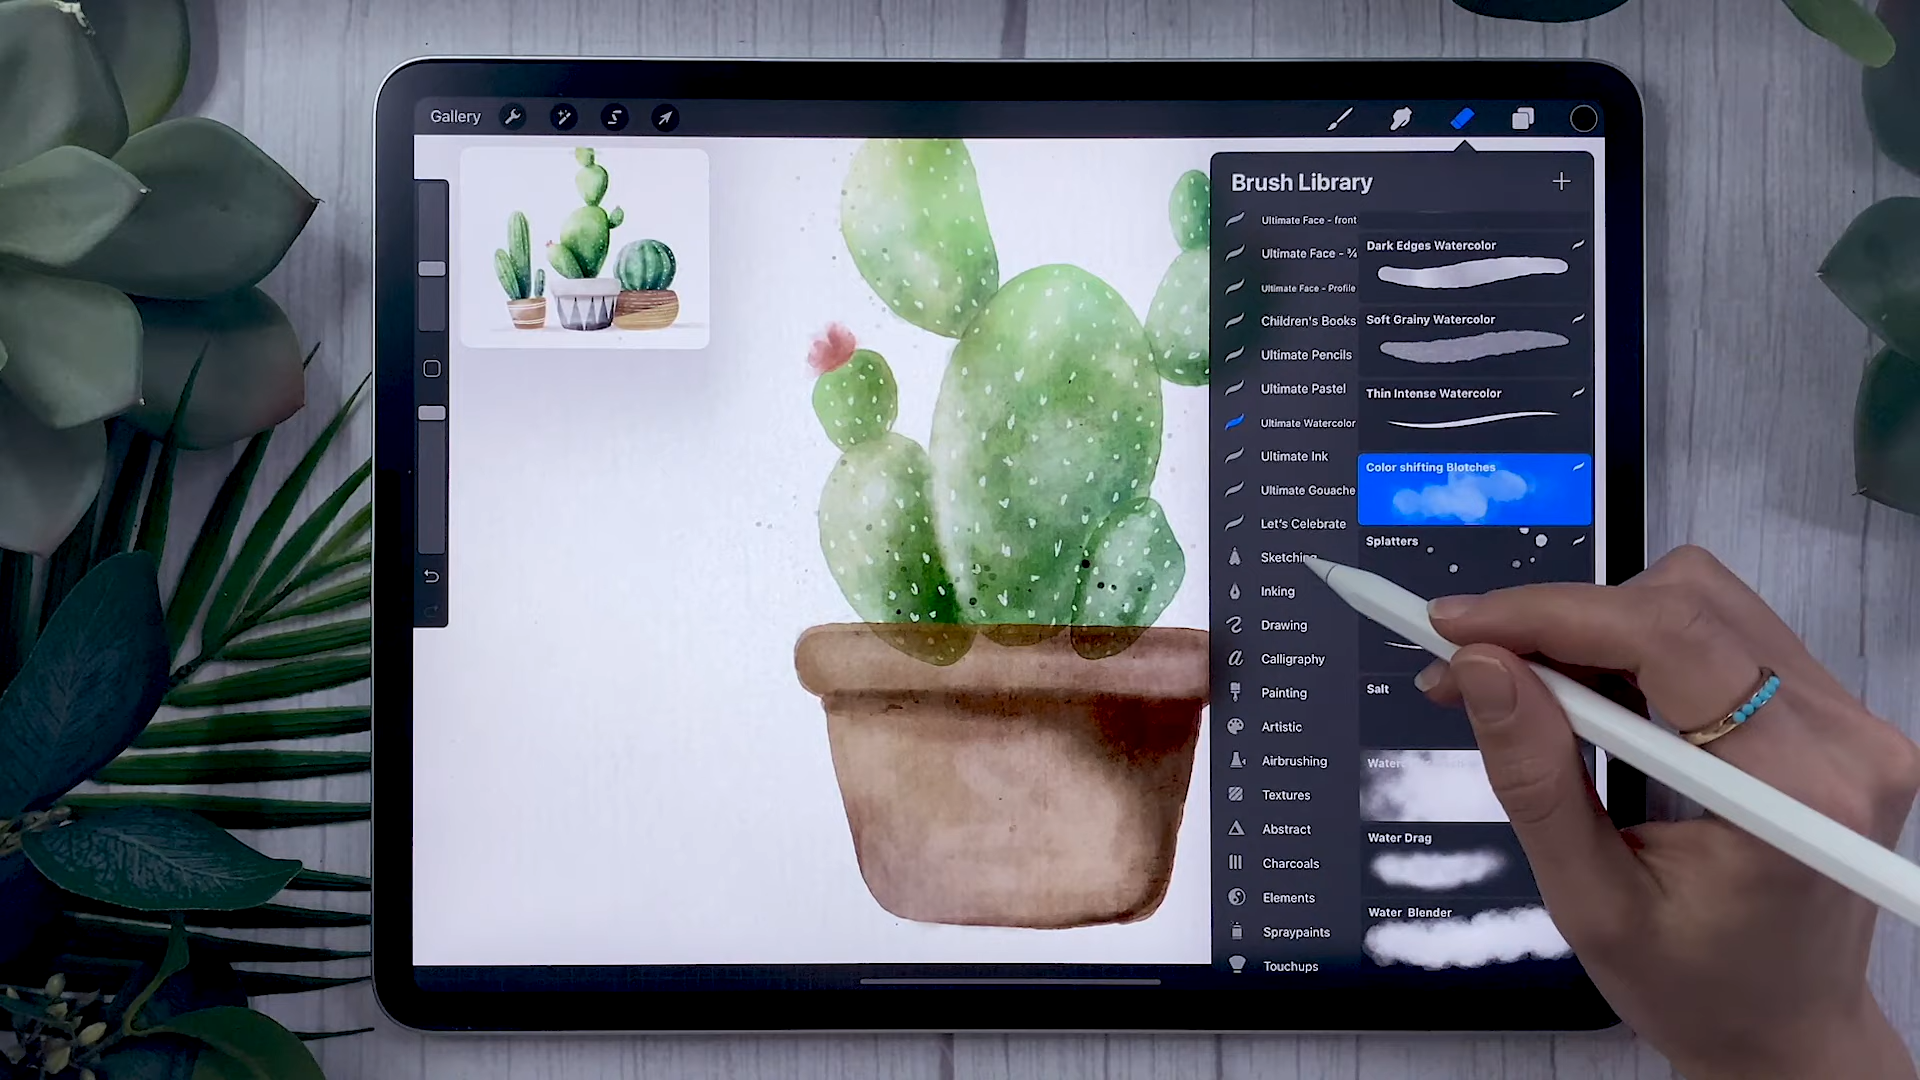 Gallery
Brush Library
Ultimate Face - front
Ultimate Face - ¾
Ultimate Face - Profile
Children's Books
Ultimate Pencils
Ultimate Pastel
Ultimate Watercolor
Ultimate Ink
Ultimate Gouache
Let's Celebrate
Sketching
Inking
Drawing
Calligraphy
Painting
Artistic
Airbrushing
Textures
Abstract
Charcoals
Elements
Spraypaints
Touchups
Dark Edges Watercolor
Soft Grainy Watercolor
Thin Intense Watercolor
Color shifting Blotches
Splatters
Salt
Water Drag
Water Blender